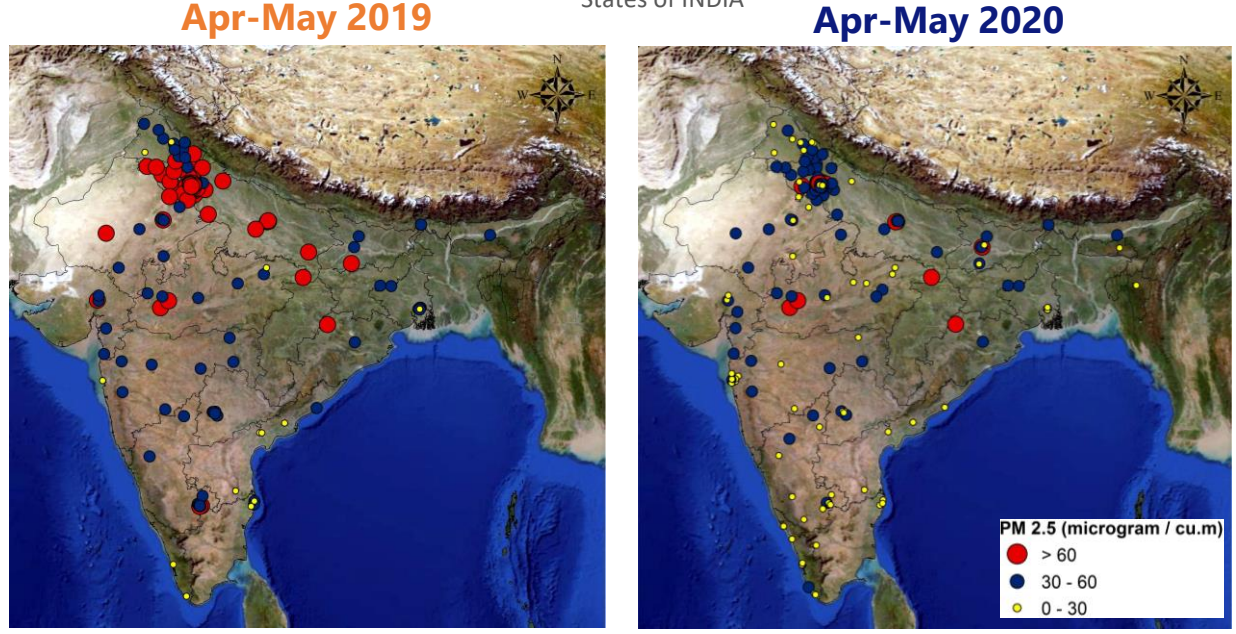 States of INDIA
Apr-May 2019
Apr-May 2020
N
W E
S
N
W E
S
PM 2.5 (microgram / cu.m)
> 60
30 - 60
0 - 30